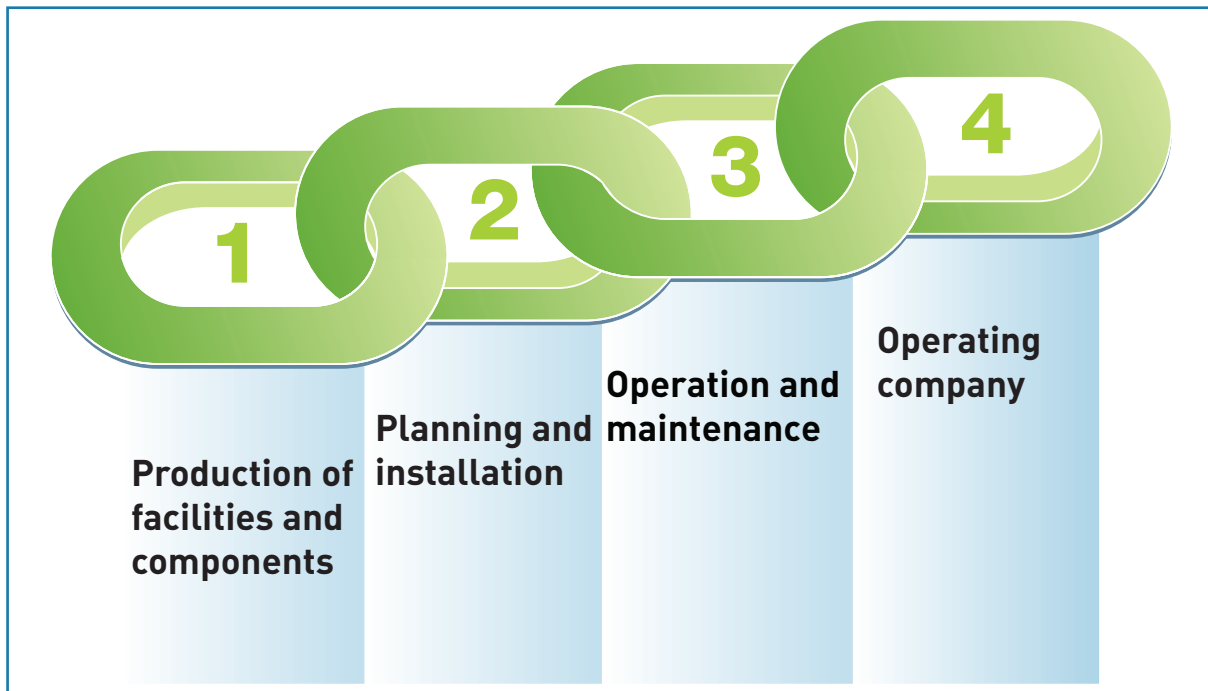 1
Production of
facilities and
components
2
Planning and
installation
3
Operation and
maintenance
4
Operating
company